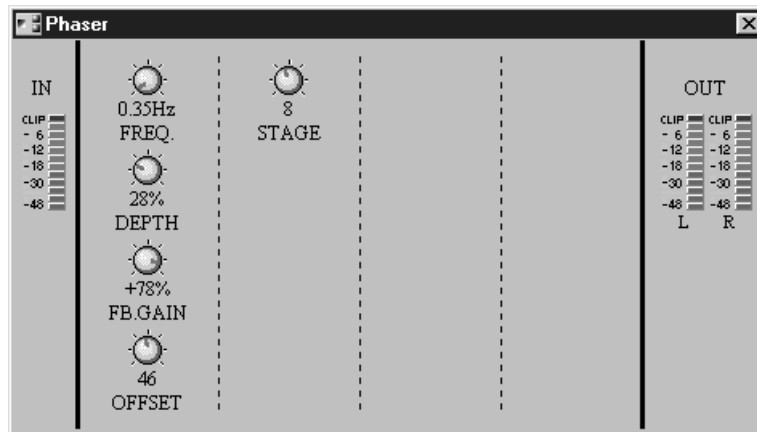 Phaser
IN
CLIP
- 6
-12
-18
-30
-48
0.35Hz
FREQ.
28%
DEPTH
+78%
FB.GAIN
46
OFFSET
8
STAGE
OUT
CLIP CLIP
- 6 - 6
-12 -12
-18 -18
-30 -30
-48 -48
L R